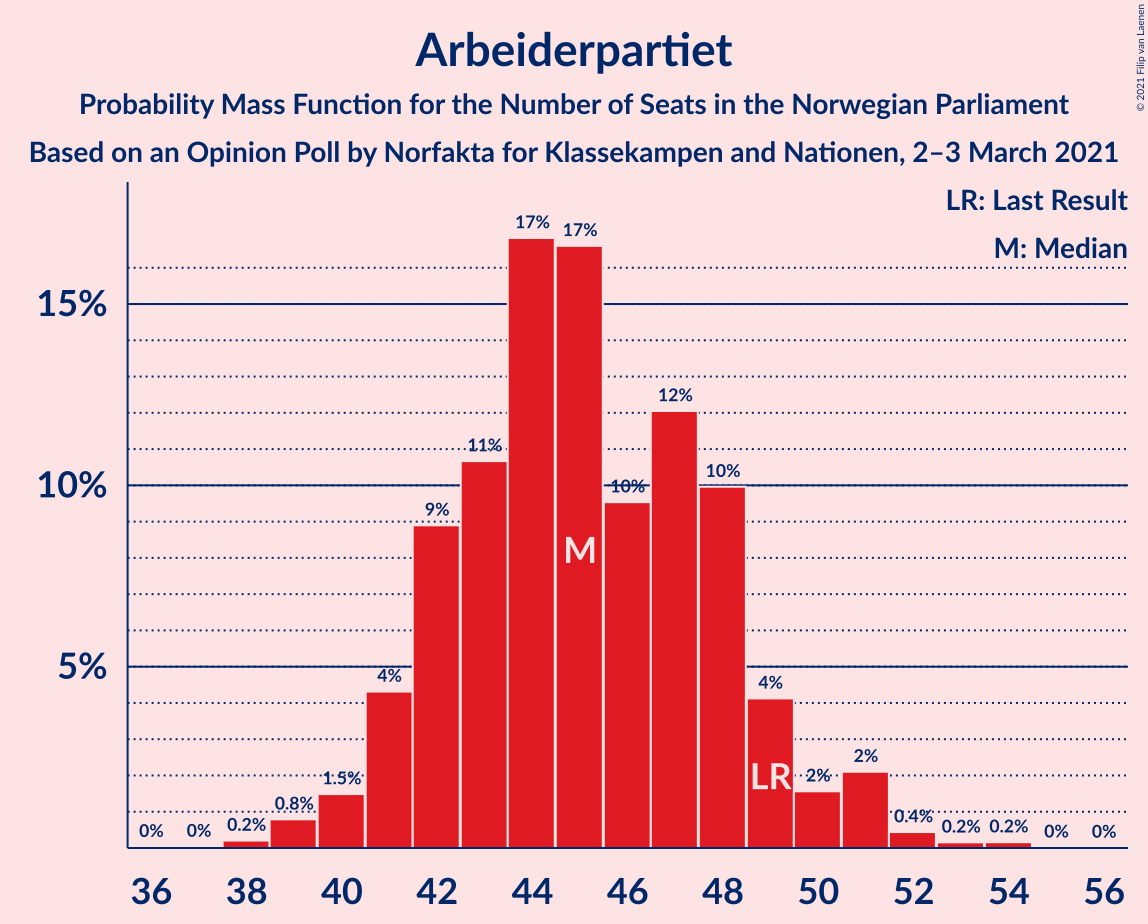 Arbeiderpartiet
Probability Mass Function for the Number of Seats in the Norwegian Parliament
Based on an Opinion Poll by Norfakta for Klassekampen and Nationen, 2–3 March 2021
© 2021 Filip van Laenen
LR: Last Result
M: Median
15%
10%
5%
0%
0%
0.2%
0.8%
1.5%
4%
9%
11%
17%
17%
10%
12%
10%
4%
2%
2%
0.4%
0.2%
0.2%
0%
0%
M
LR
36 38 40 42 44 46 48 50 52 54 56